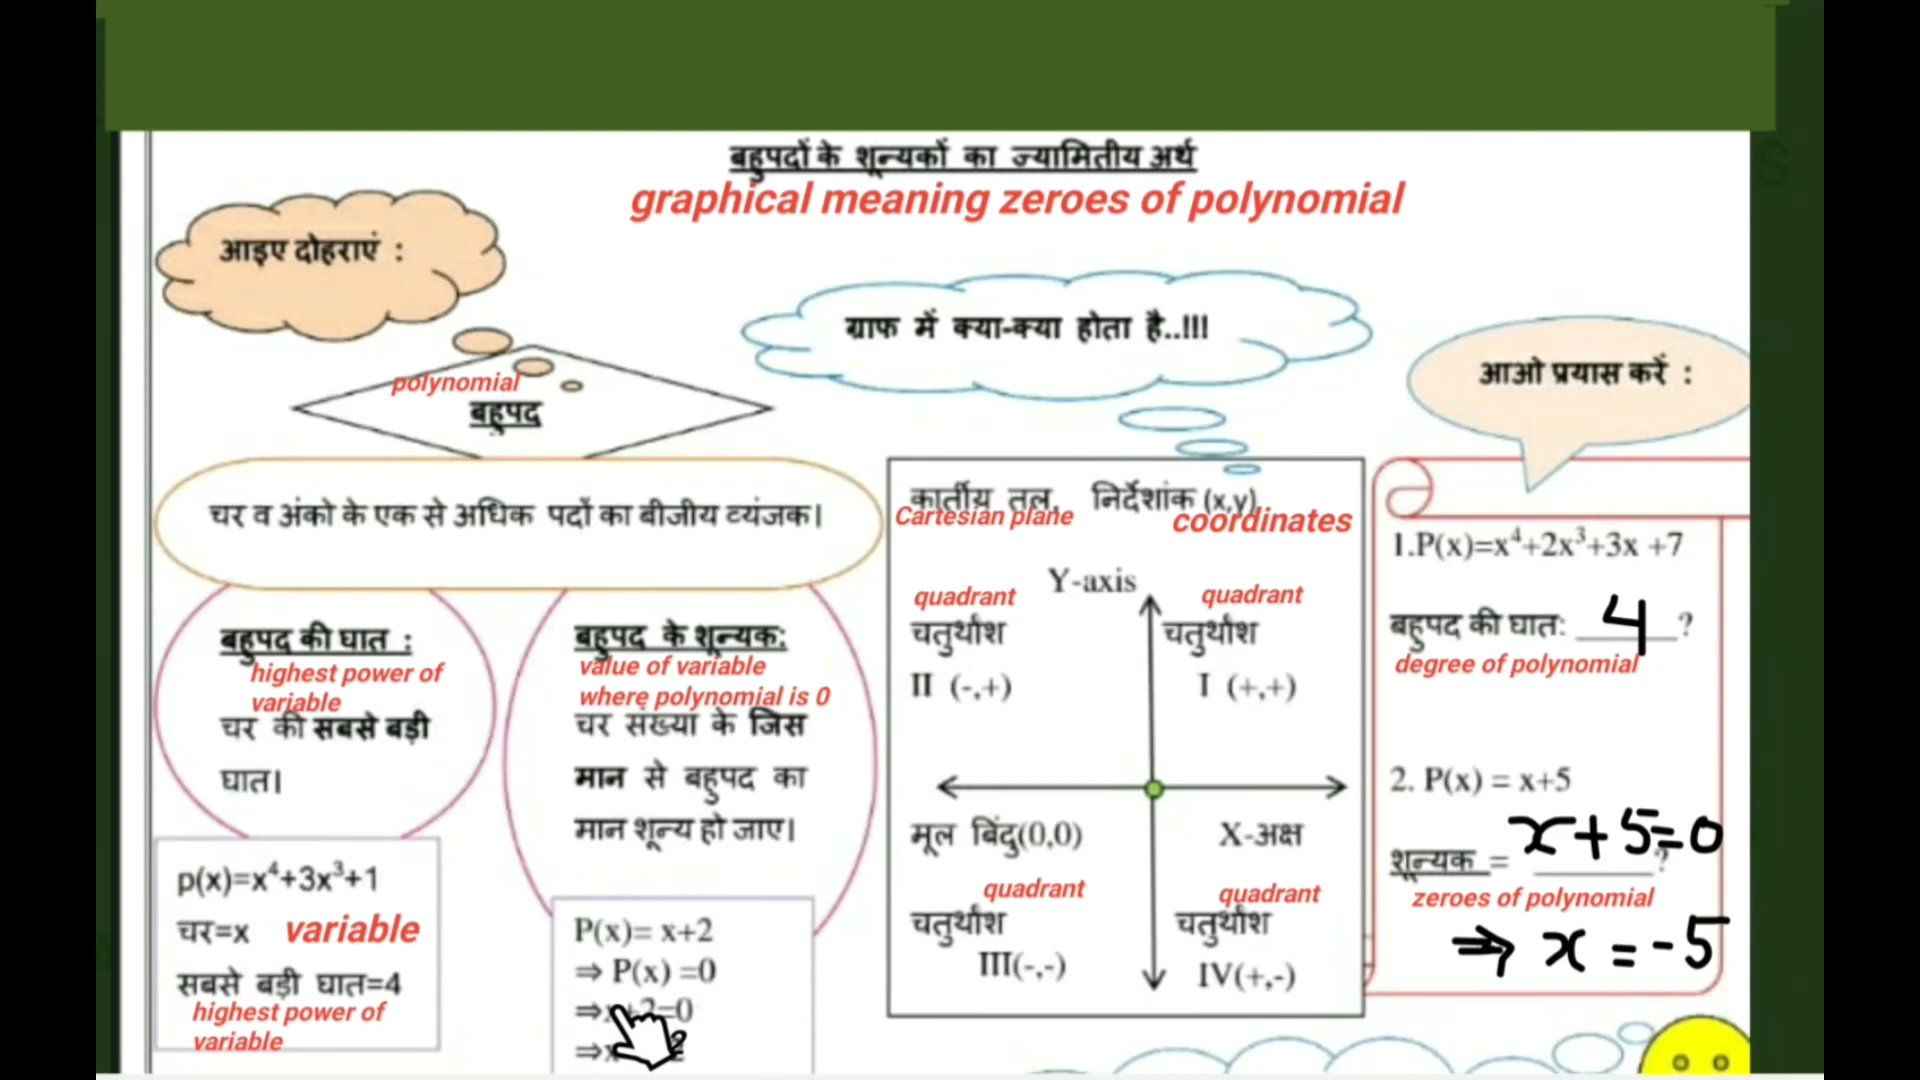 बहुपदों के शून्यकों का ज्यामितीय अर्थ
graphical meaning zeroes of polynomial
आइए दोहराएं :
polynomial
बहुपद
चर व अंको के एक से अधिक पदों का बीजीय व्यंजक।
बहुपद की घात :
highest power of
variable
चर की सबसे बड़ी
घात।
p(x)=x⁴+3x³+1
चर=x variable
सबसे बड़ी घात=4
highest power of
variable
बहुपद के शून्यक:
value of variable
where polynomial is 0
चर संख्या के जिस
मान से बहुपद का
मान शून्य हो जाए।
P(x)= x+2
⇒ P(x) =0
ग्राफ में क्या-क्या होता है..!!!
कार्तीय तल, निर्देशांक (x,y)
Cartesian plane coordinates
Y-axis
quadrant quadrant
चतुर्थांश चतुर्थांश
II (-,+) I (+,+)
मूल बिंदु(0,0) X-अक्ष
quadrant quadrant
चतुर्थांश चतुर्थांश
III(-,-) IV(+,-)
आओ प्रयास करें :
1.P(x)=x⁴+2x³+3x +7
बहुपद की घात: 4 ?
degree of polynomial
2. P(x) = x+5
x+5=0
शून्यक = ______?
zeroes of polynomial
⇒ x = -5